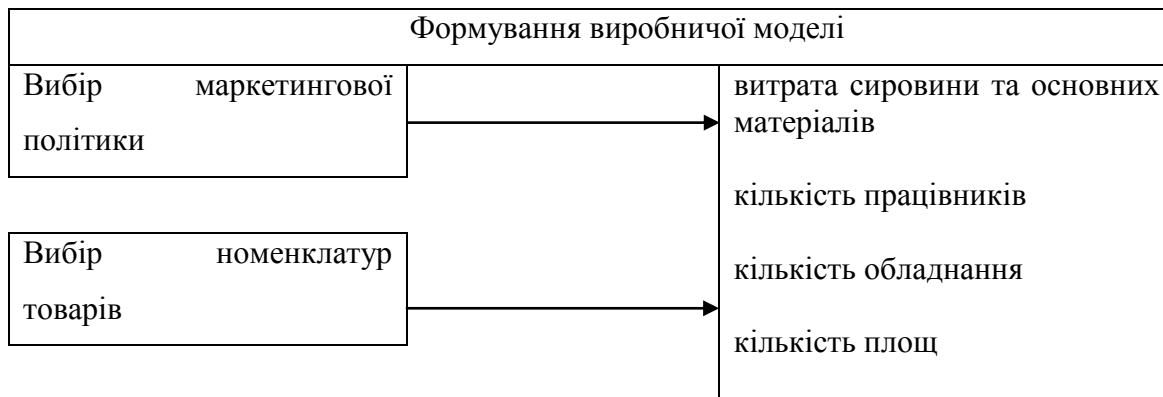 Формування виробничої моделі
Вибір маркетингової
політики
витрата сировини та основних
матеріалів
кількість працівників
Вибір номенклатур
товарів
кількість обладнання
кількість площ